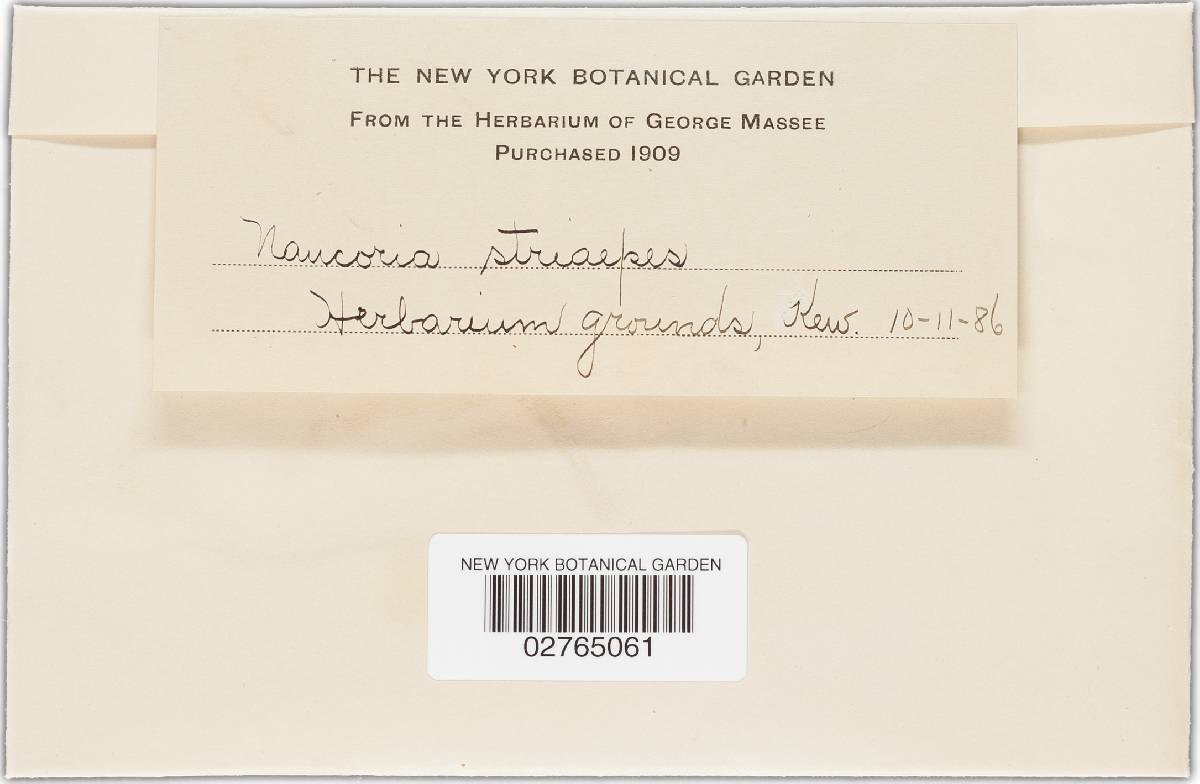 THE NEW YORK BOTANICAL GARDEN
FROM THE HERBARIUM OF GEORGE MASSEE
PURCHASED 1909
Naucoria striaepes
Herbarium grounds, Kew. 10-11-86
NEW YORK BOTANICAL GARDEN
02765061